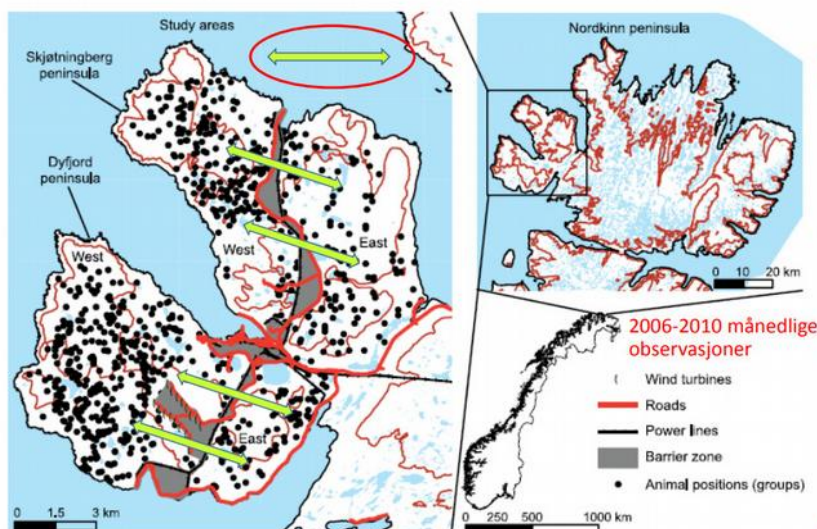 Study areas
Skjøtningberg
peninsula
Dyfjord
peninsula
West
East
West
East
0 1.5 3 km
Nordkinn peninsula
0 10 20 km
2006-2010 månedlige
observasjoner
Wind turbines
Roads
Power lines
Barrier zone
Animal positions (groups)
0 500 1000 km